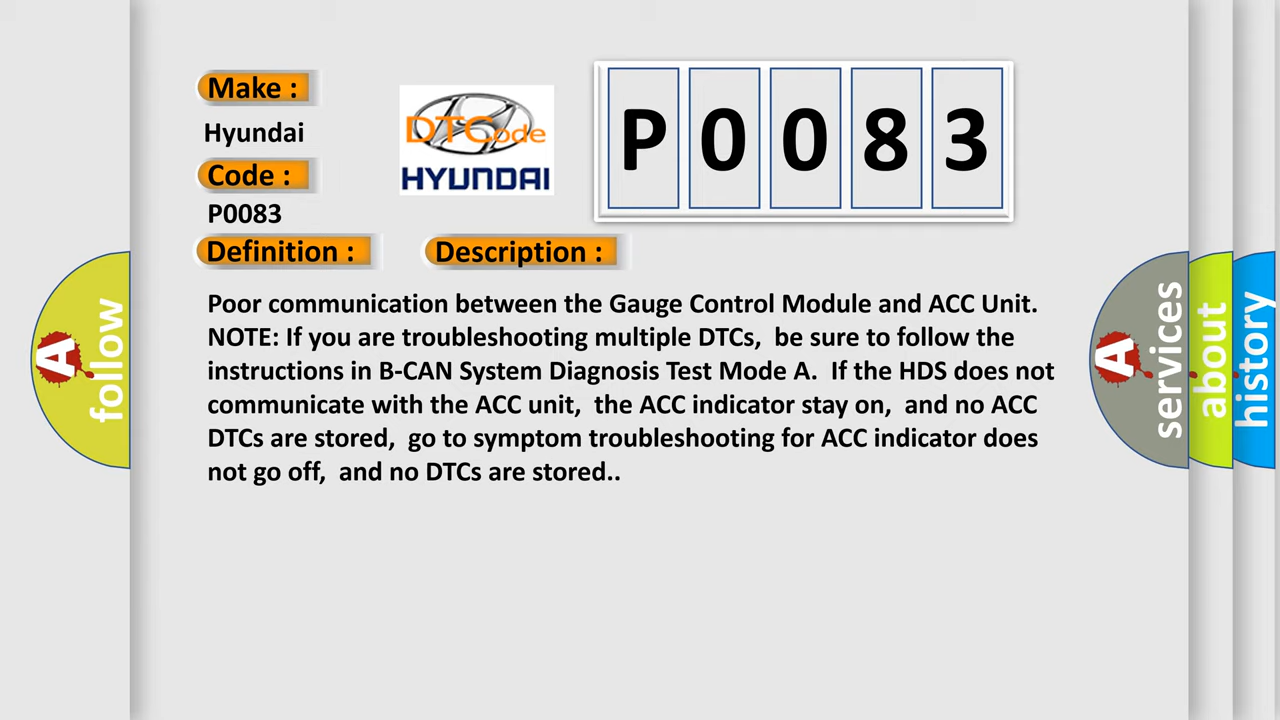 Make :
Hyundai
Code :
P0083
DTCode
HYUNDAI
P0083
Definition :
Description :
Poor communication between the Gauge Control Module and ACC Unit.
NOTE: If you are troubleshooting multiple DTCs,  be sure to follow the
instructions in B-CAN System Diagnosis Test Mode A.  If the HDS does not
communicate with the ACC unit,  the ACC indicator stay on,  and no ACC
DTCs are stored,  go to symptom troubleshooting for ACC indicator does
not go off,  and no DTCs are stored..
A follow
A services
about
history